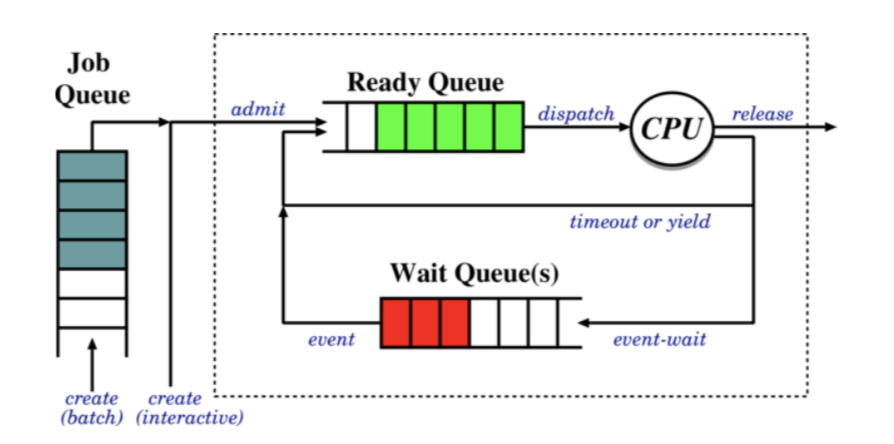 Job
Queue
Ready Queue
admit
dispatch
CPU
release
timeout or yield
Wait Queue(s)
event
event-wait
create
(batch)
create
(interactive)